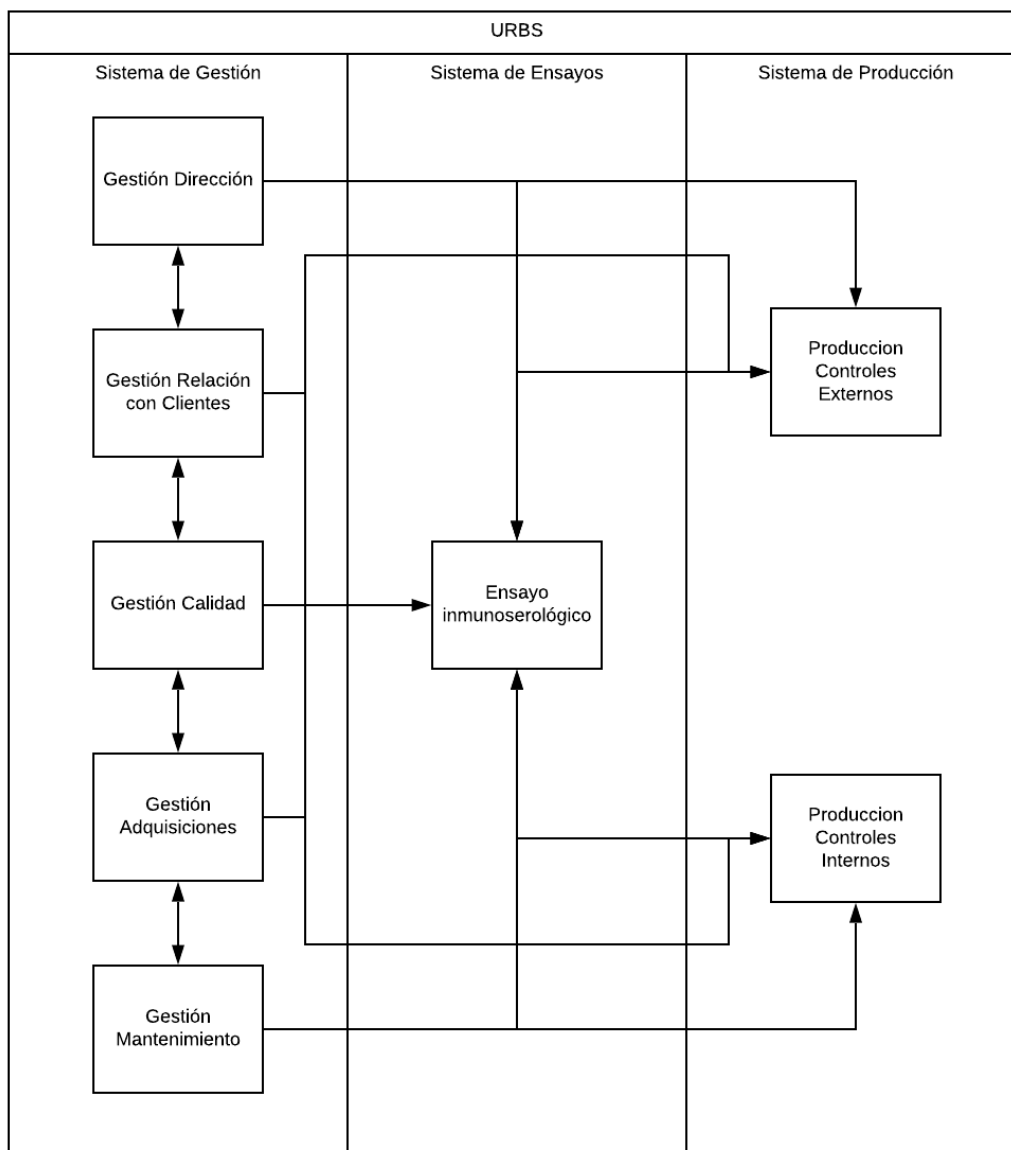 URBS
Sistema de Gestión
Sistema de Ensayos
Sistema de Producción
Gestión Dirección
Gestión Relación
con Clientes
Produccion
Controles
Externos
Gestión Calidad
Ensayo
inmunoserológico
Gestión
Adquisiciones
Produccion
Controles
Internos
Gestión
Mantenimiento